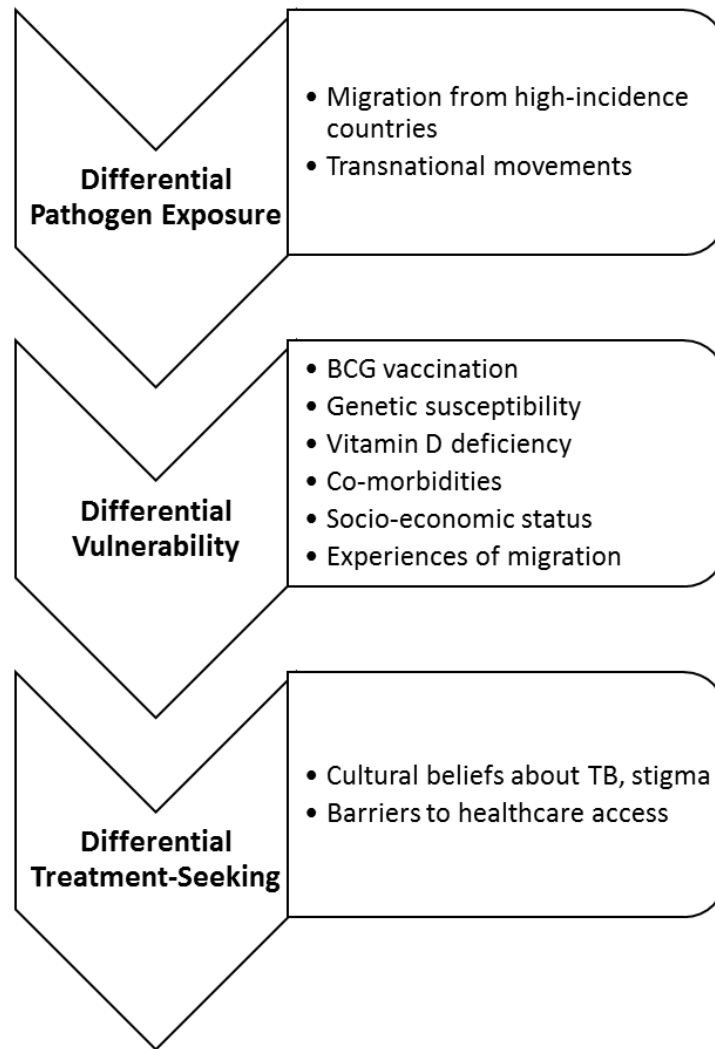 • Migration from high-incidence
countries
• Transnational movements
Differential
Pathogen Exposure
• BCG vaccination
• Genetic susceptibility
• Vitamin D deficiency
• Co-morbidities
• Socio-economic status
• Experiences of migration
Differential
Vulnerability
• Cultural beliefs about TB, stigma
• Barriers to healthcare access
Differential
Treatment-Seeking